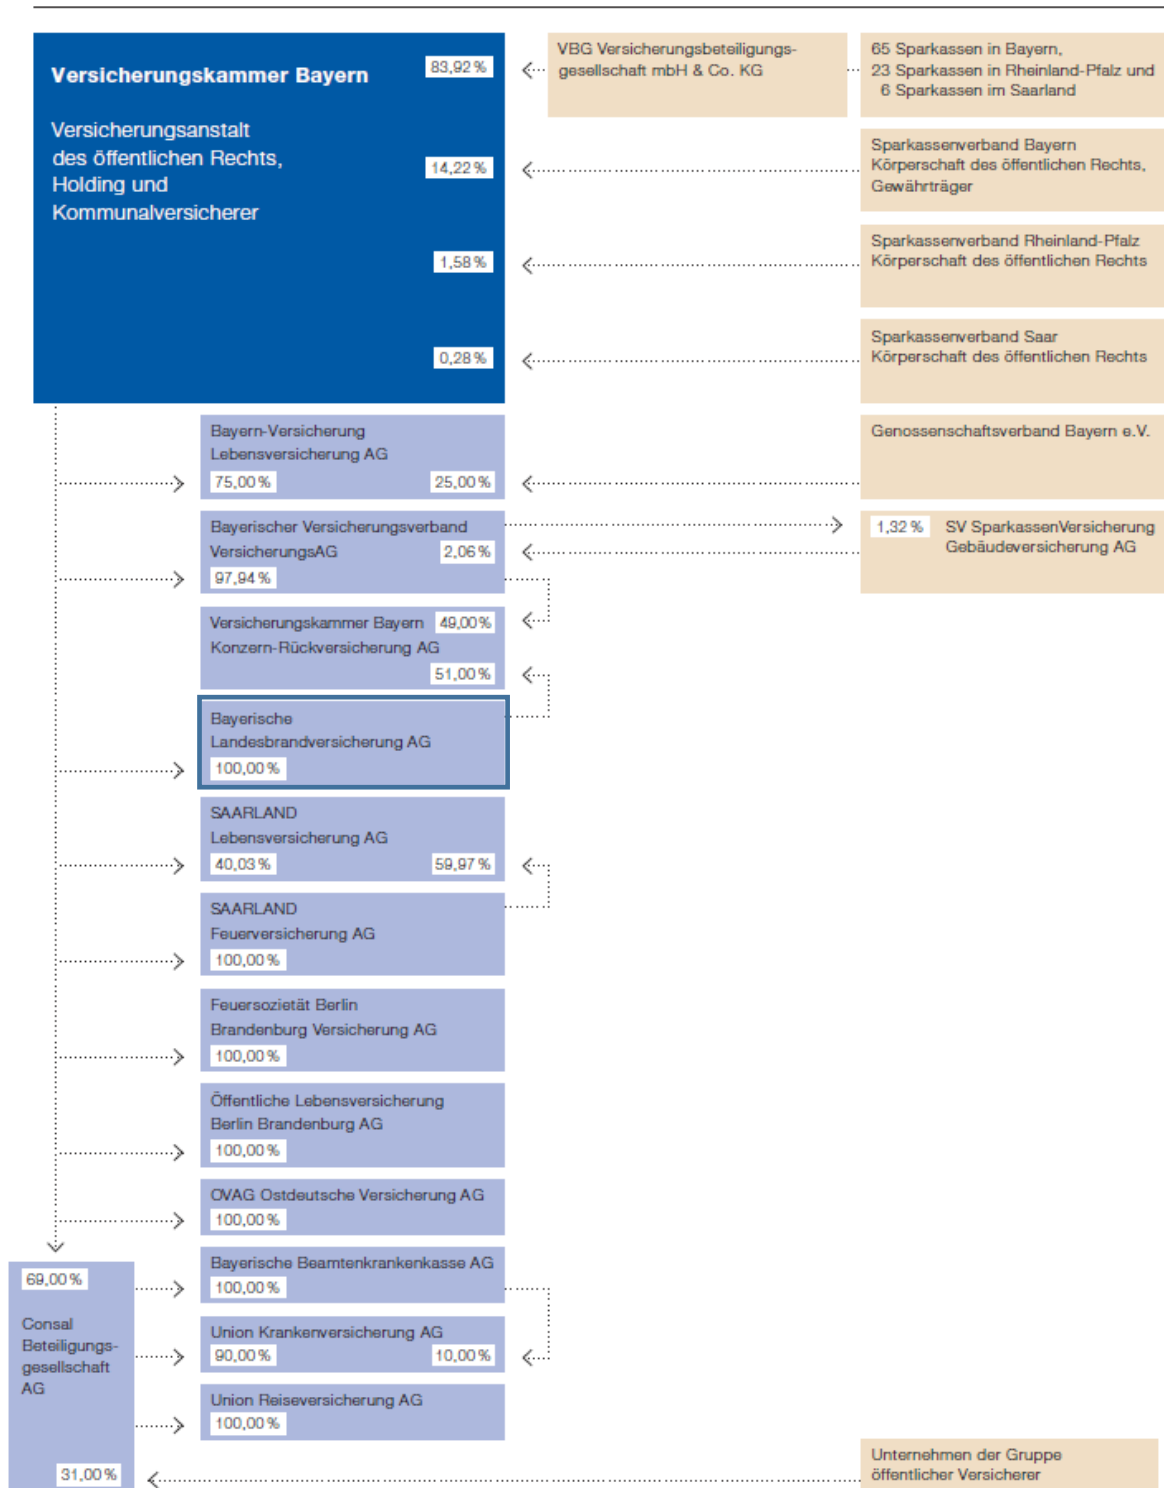 Versicherungskammer Bayern
83,92 %
Versicherungsanstalt
des öffentlichen Rechts,
Holding und
Kommunalversicherer
14,22 %
1,58 %
0,28 %
VBG Versicherungsbeteiligungs-
gesellschaft mbH & Co. KG
65 Sparkassen in Bayern,
23 Sparkassen in Rheinland-Pfalz und
6 Sparkassen im Saarland
Sparkassenverband Bayern
Körperschaft des öffentlichen Rechts,
Gewährträger
Sparkassenverband Rheinland-Pfalz
Körperschaft des öffentlichen Rechts
Sparkassenverband Saar
Körperschaft des öffentlichen Rechts
Bayern-Versicherung
Lebensversicherung AG
75,00 % 25,00 %
Genossenschaftsverband Bayern e.V.
Bayerischer Versicherungsverband
VersicherungsAG 2,06 %
97,94 %
1,32 % SV SparkassenVersicherung
Gebäudeversicherung AG
Versicherungskammer Bayern 49,00 %
Konzern-Rückversicherung AG
51,00 %
Bayerische
Landesbrandversicherung AG
100,00 %
SAARLAND
Lebensversicherung AG
40,03 % 59,97 %
SAARLAND
Feuerversicherung AG
100,00 %
Feuersozietät Berlin
Brandenburg Versicherung AG
100,00 %
Öffentliche Lebensversicherung
Berlin Brandenburg AG
100,00 %
OVAG Ostdeutsche Versicherung AG
100,00 %
69,00 %
Consal
Beteiligungs-
gesellschaft
AG
31,00 %
Bayerische Beamtenkrankenkasse AG
100,00 %
Union Krankenversicherung AG
90,00 % 10,00 %
Union Reiseversicherung AG
100,00 %
Unternehmen der Gruppe
öffentlicher Versicherer